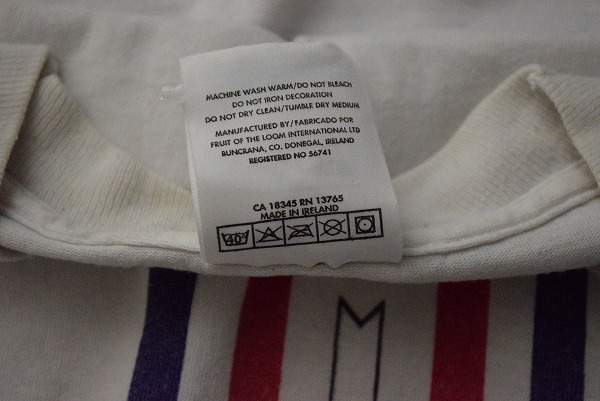 MACHINE WASH WARM/DO NOT BLEACH
DO NOT IRON DECORATION
DO NOT DRY CLEAN/TUMBLE DRY MEDIUM
MANUFACTURED BY/FABRICADO POR
FRUIT OF THE LOOM INTERNATIONAL LTD
BUNCRANA, CO. DONEGAL, IRELAND
REGISTERED NO 56741
CA 18345 RN 13765
MADE IN IRELAND
40°
M